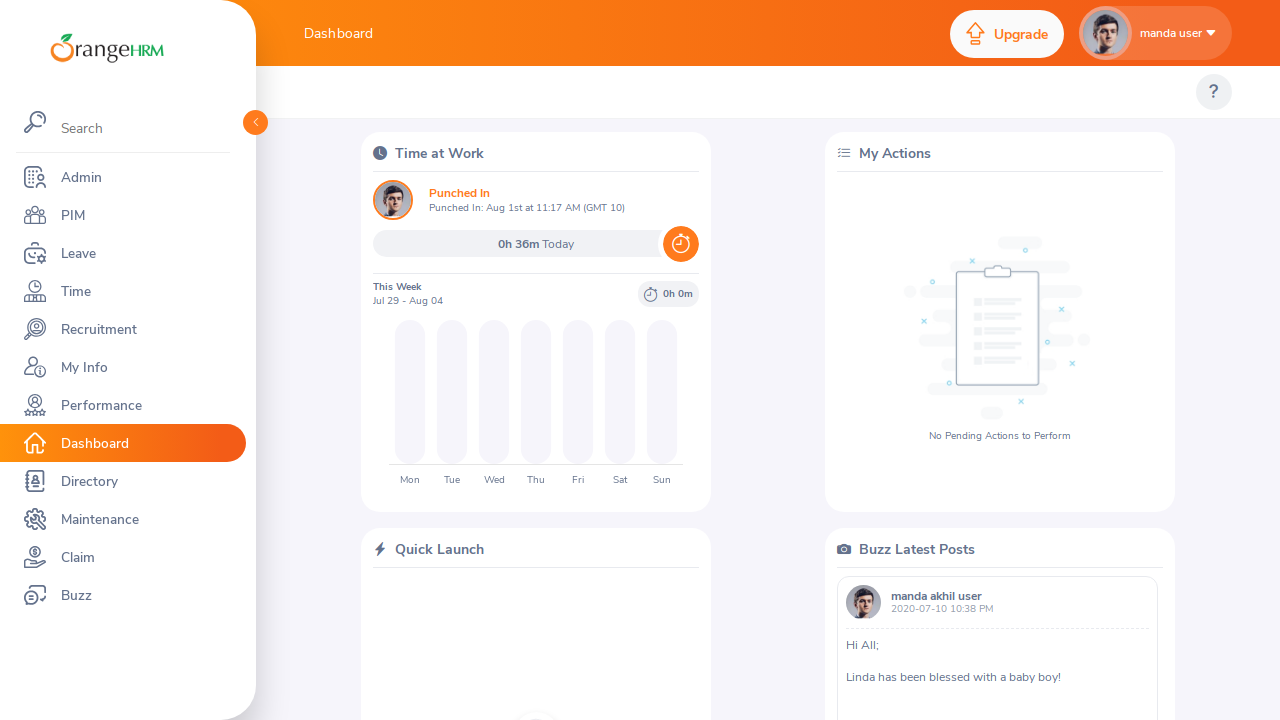 Dashboard
Upgrade
manda user
orangeHRM
Search
Admin
PIM
Leave
Time
Recruitment
My Info
Performance
Dashboard
Directory
Maintenance
Claim
Buzz
?
Time at Work
Punched In
Punched In: Aug 1st at 11:17 AM (GMT 10)
0h 36m Today
This Week
Jul 29 - Aug 04
0h 0m
Mon Tue Wed Thu Fri Sat Sun
My Actions
No Pending Actions to Perform
Quick Launch
Buzz Latest Posts
manda akhil user
2020-07-10 10:38 PM
Hi All;
Linda has been blessed with a baby boy!